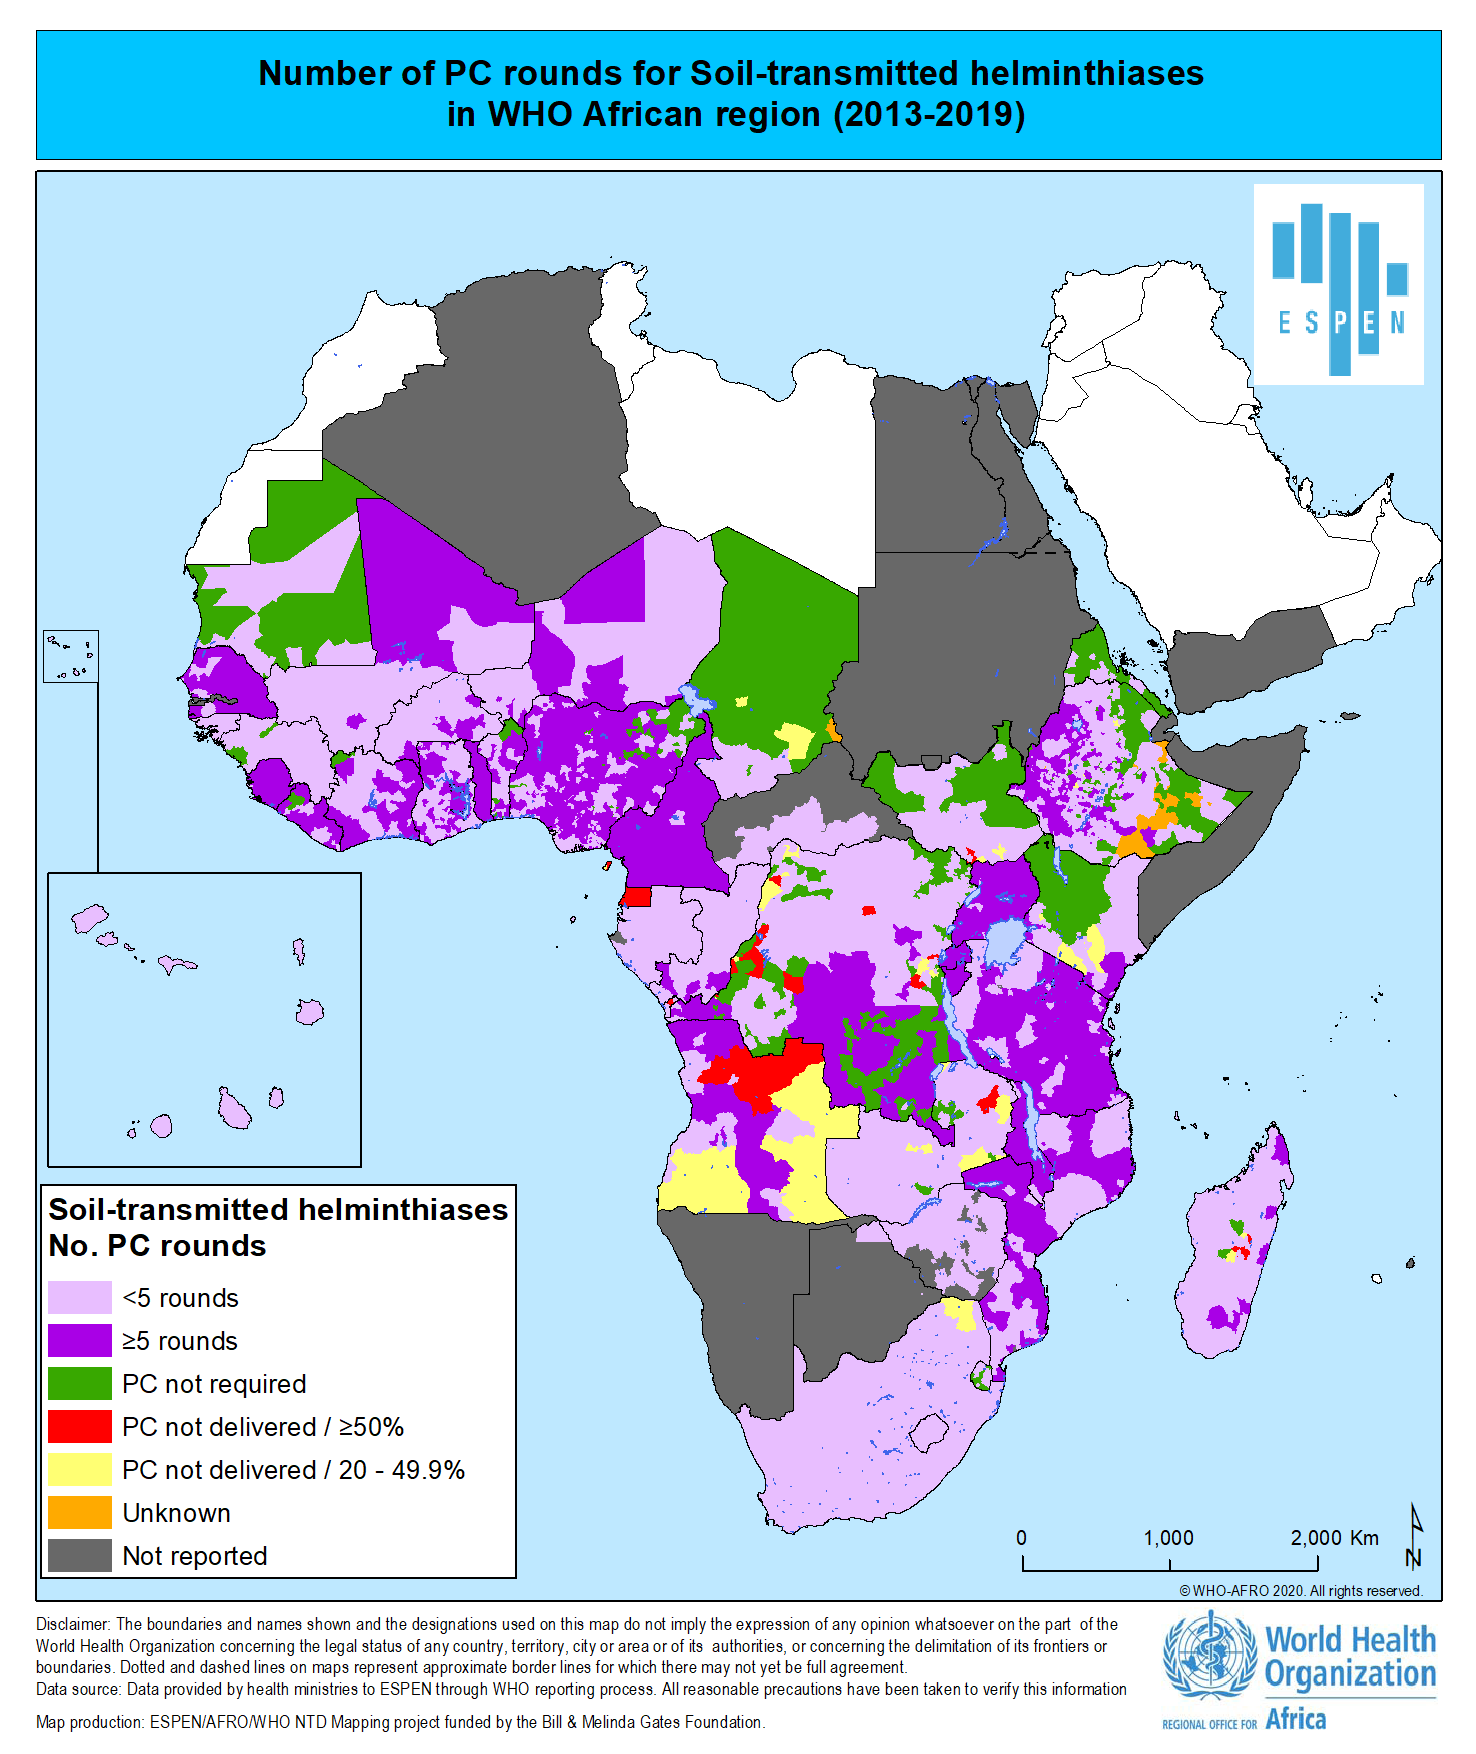 Number of PC rounds for Soil-transmitted helminthiases
in WHO African region (2013-2019)
ESPEN
Soil-transmitted helminthiases
No. PC rounds
<5 rounds
≥5 rounds
PC not required
PC not delivered / ≥50%
PC not delivered / 20 - 49.9%
Unknown
Not reported
0 1,000 2,000 Km
N
© WHO-AFRO 2020. All rights reserved.
Disclaimer: The boundaries and names shown and the designations used on this map do not imply the expression of any opinion whatsoever on the part of the
World Health Organization concerning the legal status of any country, territory, city or area or of its authorities, or concerning the delimitation of its frontiers or
boundaries. Dotted and dashed lines on maps represent approximate border lines for which there may not yet be full agreement.
Data source: Data provided by health ministries to ESPEN through WHO reporting process. All reasonable precautions have been taken to verify this information
Map production: ESPEN/AFRO/WHO NTD Mapping project funded by the Bill & Melinda Gates Foundation.
World Health
Organization
REGIONAL OFFICE FOR Africa